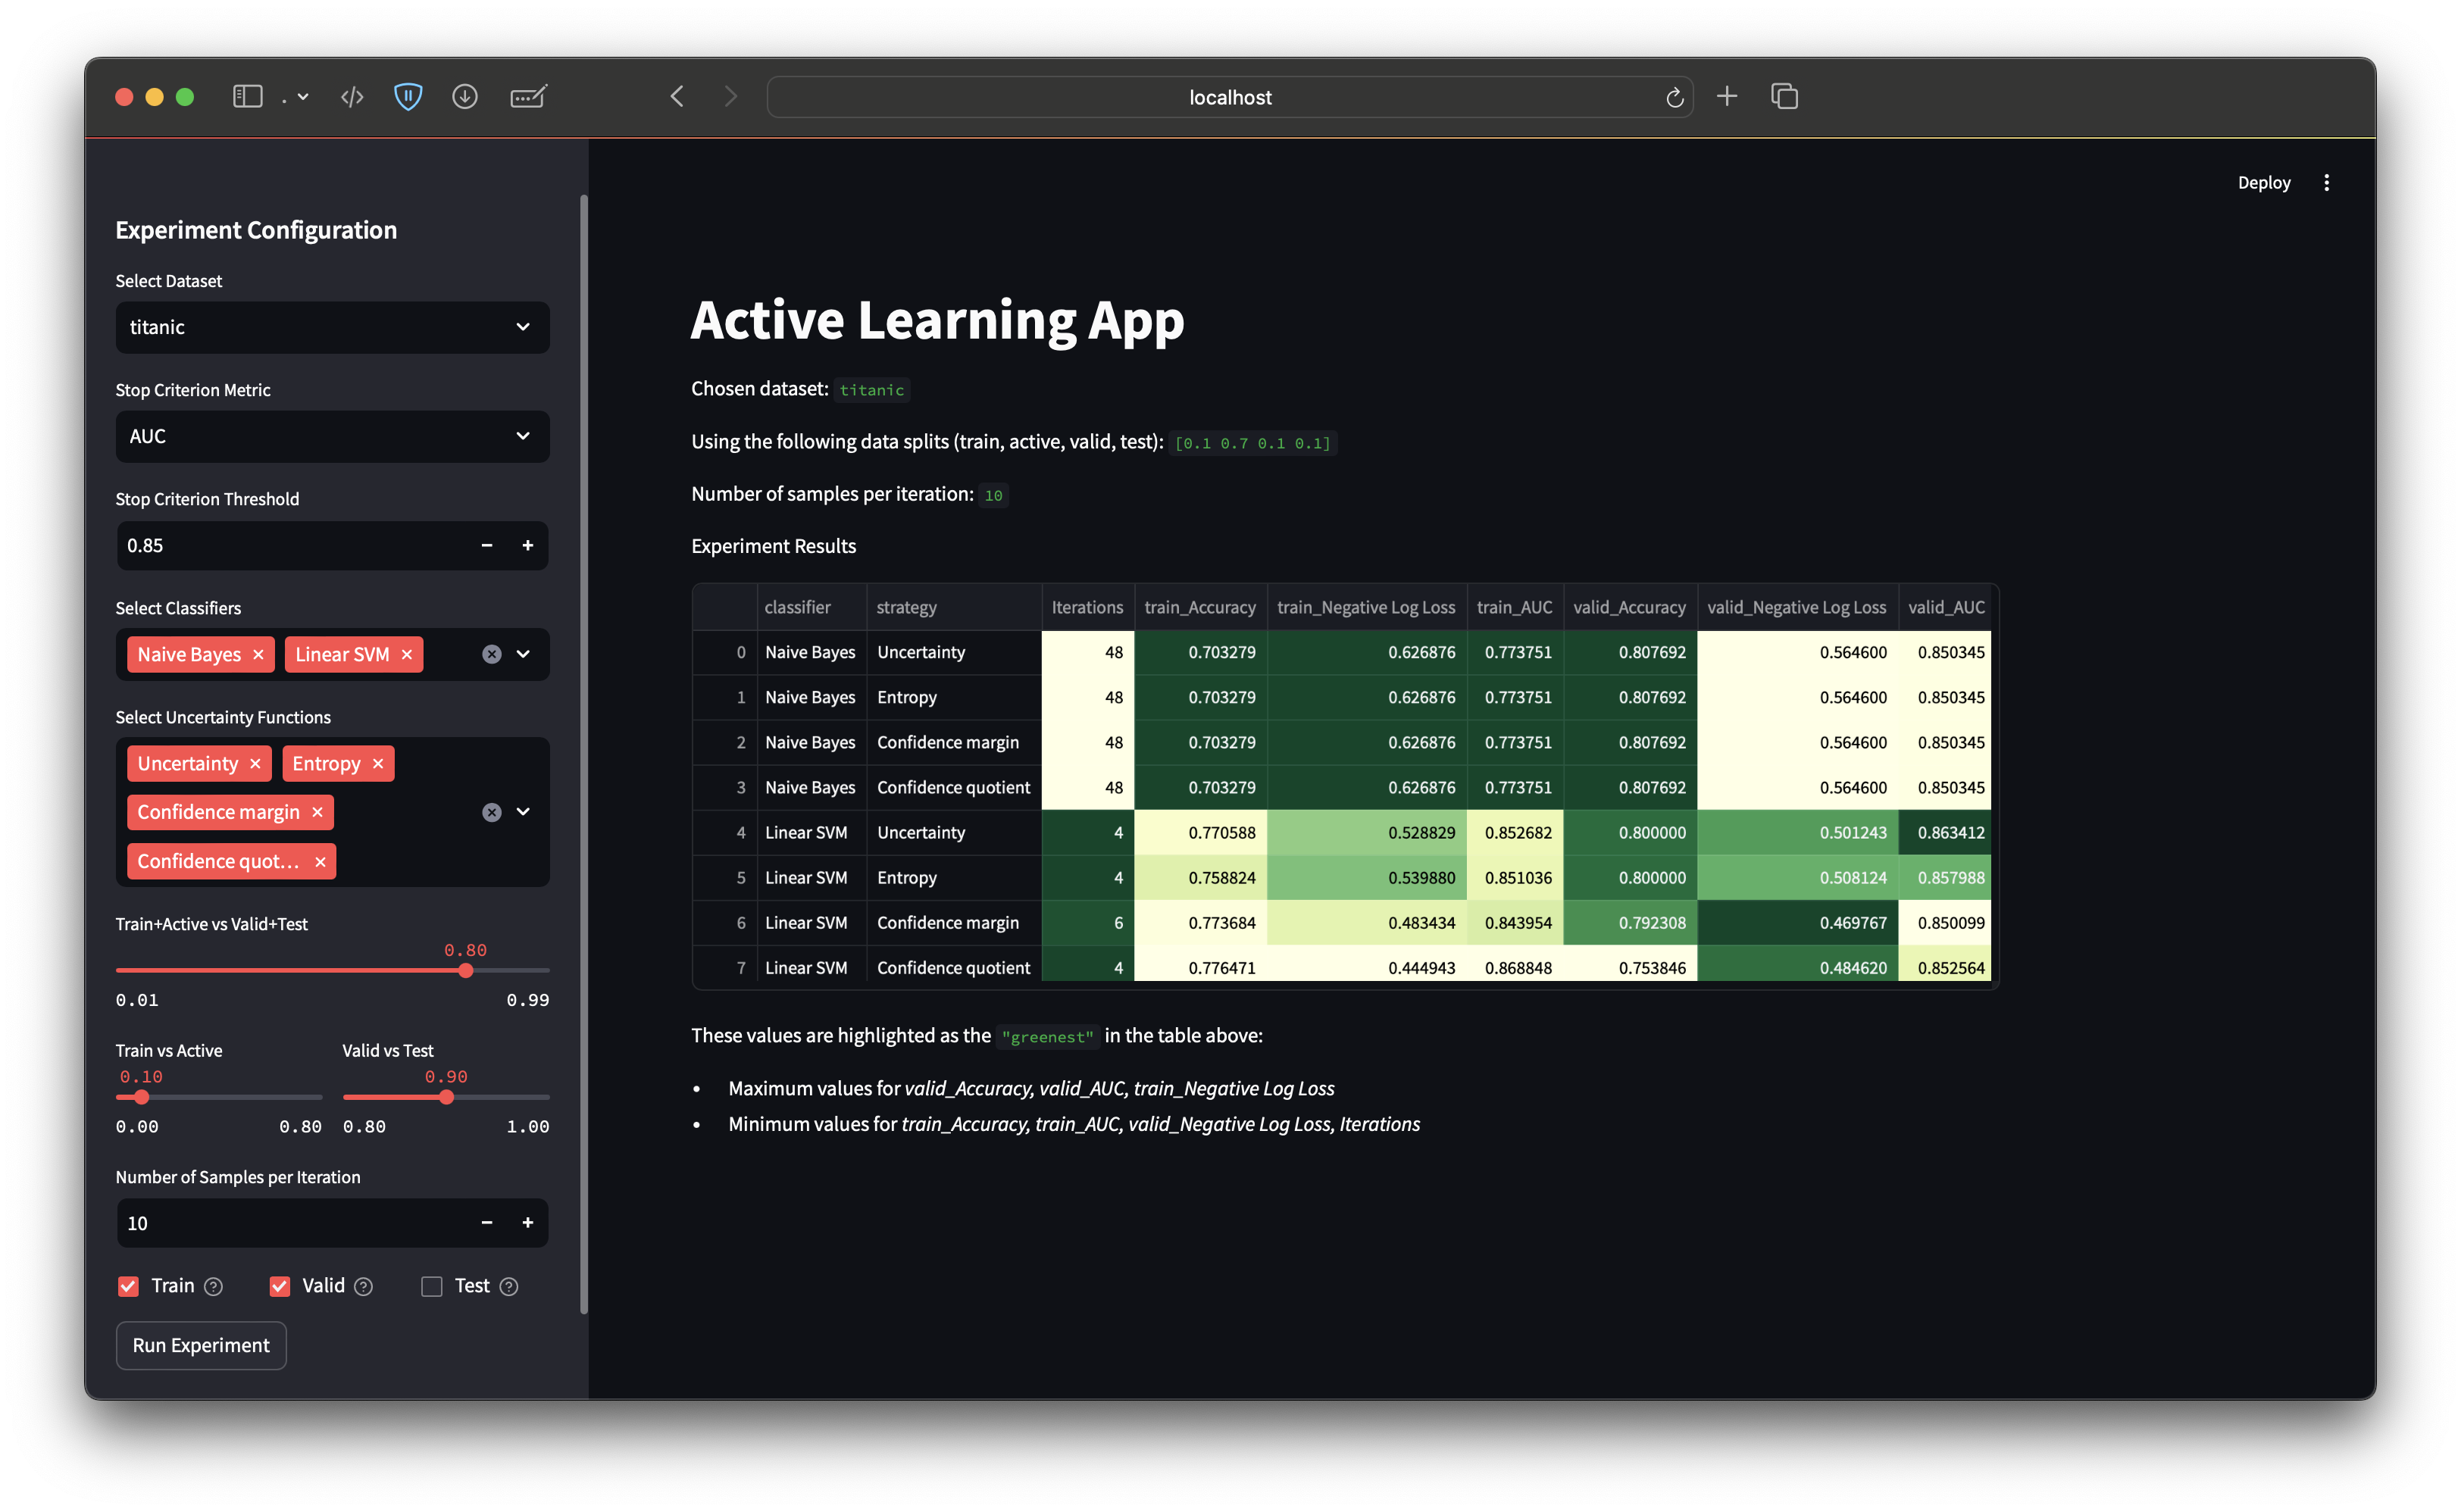 localhost
Deploy
Experiment Configuration
Select Dataset
titanic
Stop Criterion Metric
AUC
Stop Criterion Threshold
0.85
Select Classifiers
Naive Bayes Linear SVM
Select Uncertainty Functions
Uncertainty Entropy
Confidence margin
Confidence quot...
Train+Active vs Valid+Test
0.80
0.01 0.99
Train vs Active Valid vs Test
0.10 0.90
0.00 0.80 0.80 1.00
Number of Samples per Iteration
10
Train Valid Test
Run Experiment
Active Learning App
Chosen dataset: titanic
Using the following data splits (train, active, valid, test): [0.1 0.7 0.1 0.1]
Number of samples per iteration: 10
Experiment Results
classifier strategy Iterations train_Accuracy train_Negative Log Loss train_AUC valid_Accuracy valid_Negative Log Loss valid_AUC
0 Naive Bayes Uncertainty 48 0.703279 0.626876 0.773751 0.807692 0.564600 0.850345
1 Naive Bayes Entropy 48 0.703279 0.626876 0.773751 0.807692 0.564600 0.850345
2 Naive Bayes Confidence margin 48 0.703279 0.626876 0.773751 0.807692 0.564600 0.850345
3 Naive Bayes Confidence quotient 48 0.703279 0.626876 0.773751 0.807692 0.564600 0.850345
4 Linear SVM Uncertainty 4 0.770588 0.528829 0.852682 0.800000 0.501243 0.863412
5 Linear SVM Entropy 4 0.758824 0.539880 0.851036 0.800000 0.508124 0.857988
6 Linear SVM Confidence margin 6 0.773684 0.483434 0.843954 0.792308 0.469767 0.850099
7 Linear SVM Confidence quotient 4 0.776471 0.444943 0.868848 0.753846 0.484620 0.852564
These values are highlighted as the "greenest" in the table above:
• Maximum values for valid_Accuracy, valid_AUC, train_Negative Log Loss
• Minimum values for train_Accuracy, train_AUC, valid_Negative Log Loss, Iterations